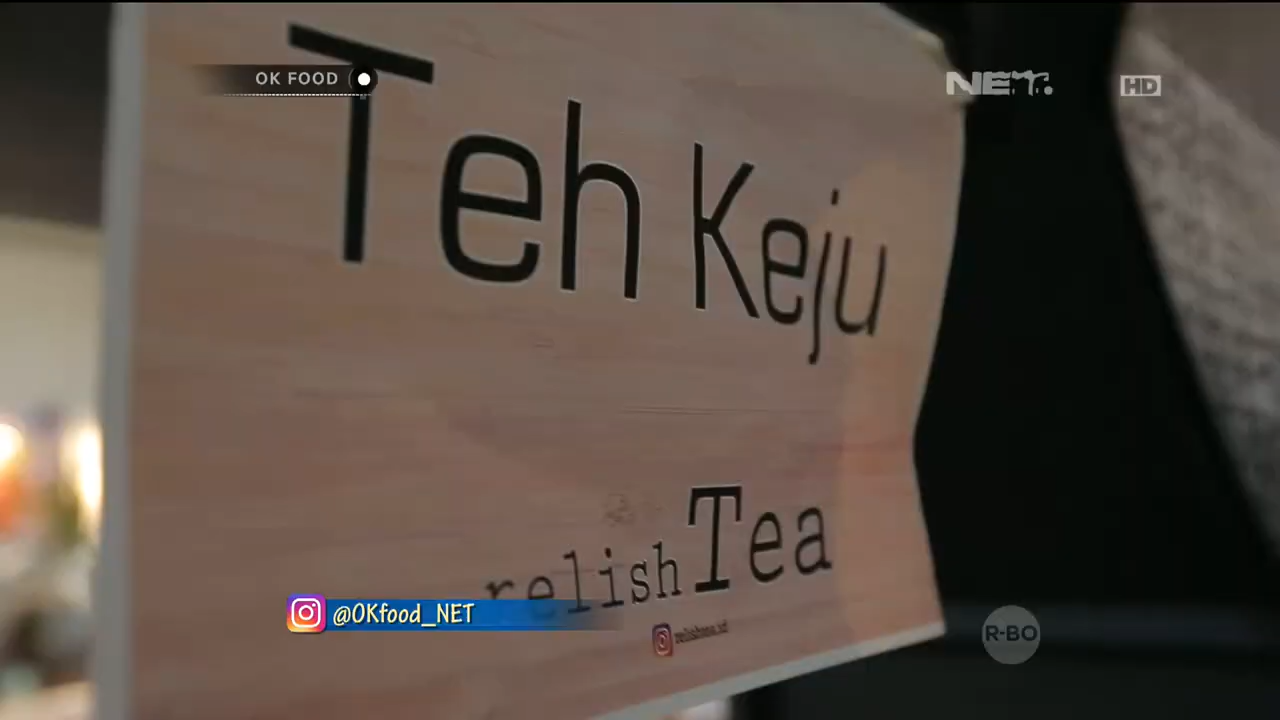 OK FOOD
NET.
HD
Teh Keju
relish Tea
@OKfood_NET
R-BO